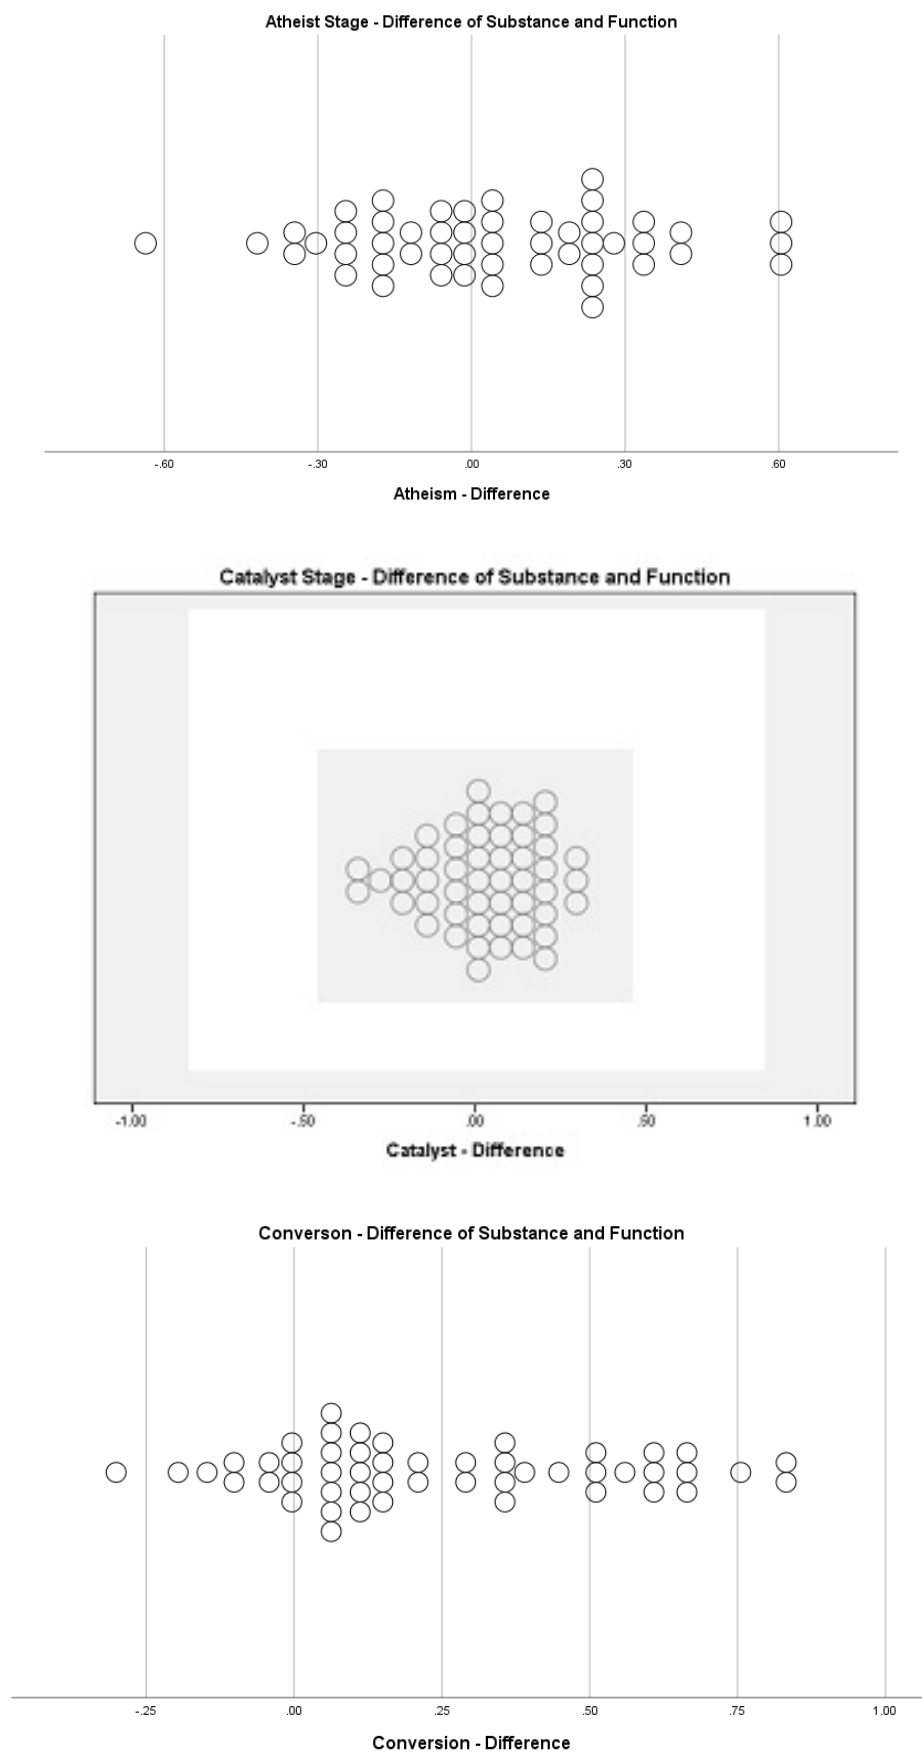 Atheist Stage - Difference of Substance and Function
-.60 -.30 .00 .30 .60
Atheism - Difference
Catalyst Stage - Difference of Substance and Function
-1.00 -.50 .00 .50 1.00
Catalyst - Difference
Converson - Difference of Substance and Function
-.25 .00 .25 .50 .75 1.00
Conversion - Difference